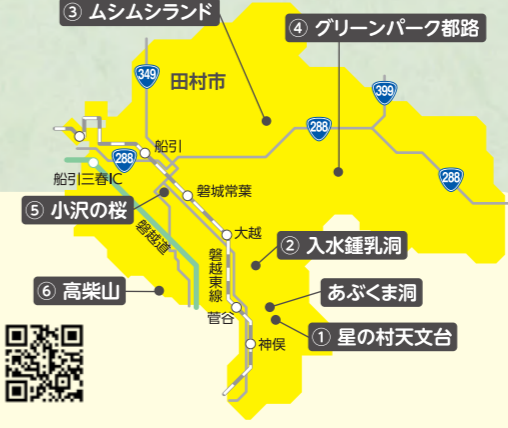 ③ ムシムシランド
④ グリーンパーク都路
349
田村市
399
288
船引
288
288
船引三春IC
磐城常葉
⑤ 小沢の桜
大越
磐越道
② 入水鍾乳洞
磐越東線
⑥ 高柴山
あぶくま洞
菅谷
① 星の村天文台
神俣